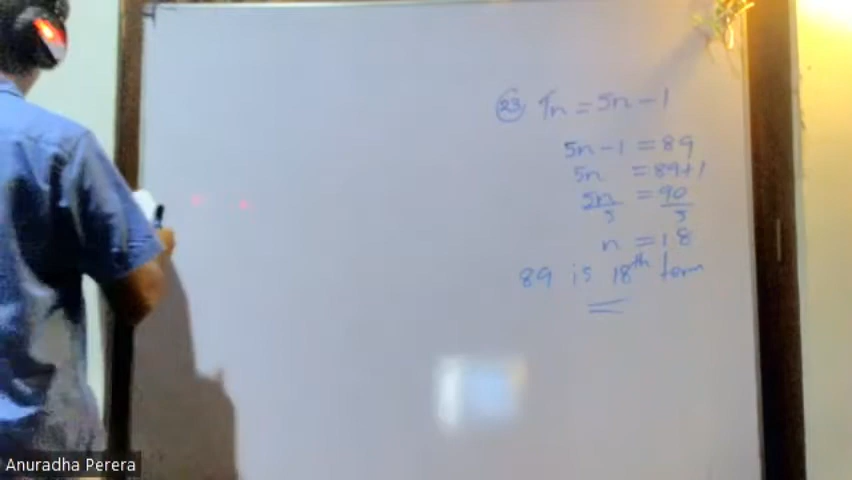 23 Tn = 5n - 1
5n - 1 = 89
5n = 89+1
5n/5 = 90/5
n = 18
89 is 18th term
Anuradha Perera